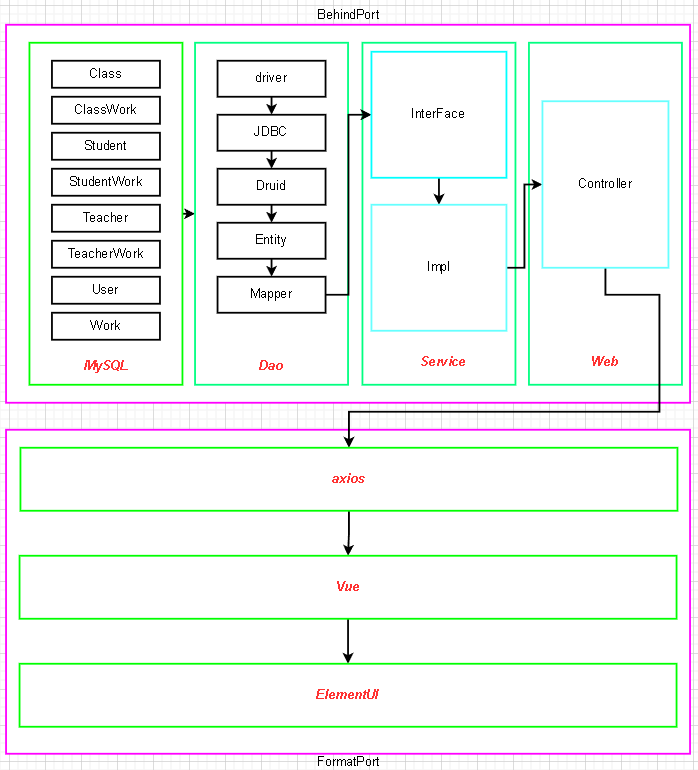 BehindPort
Class
ClassWork
Student
StudentWork
Teacher
TeacherWork
User
Work
MySQL
driver
JDBC
Druid
Entity
Mapper
Dao
InterFace
Impl
Service
Controller
Web
axios
Vue
ElementUI
FormatPort